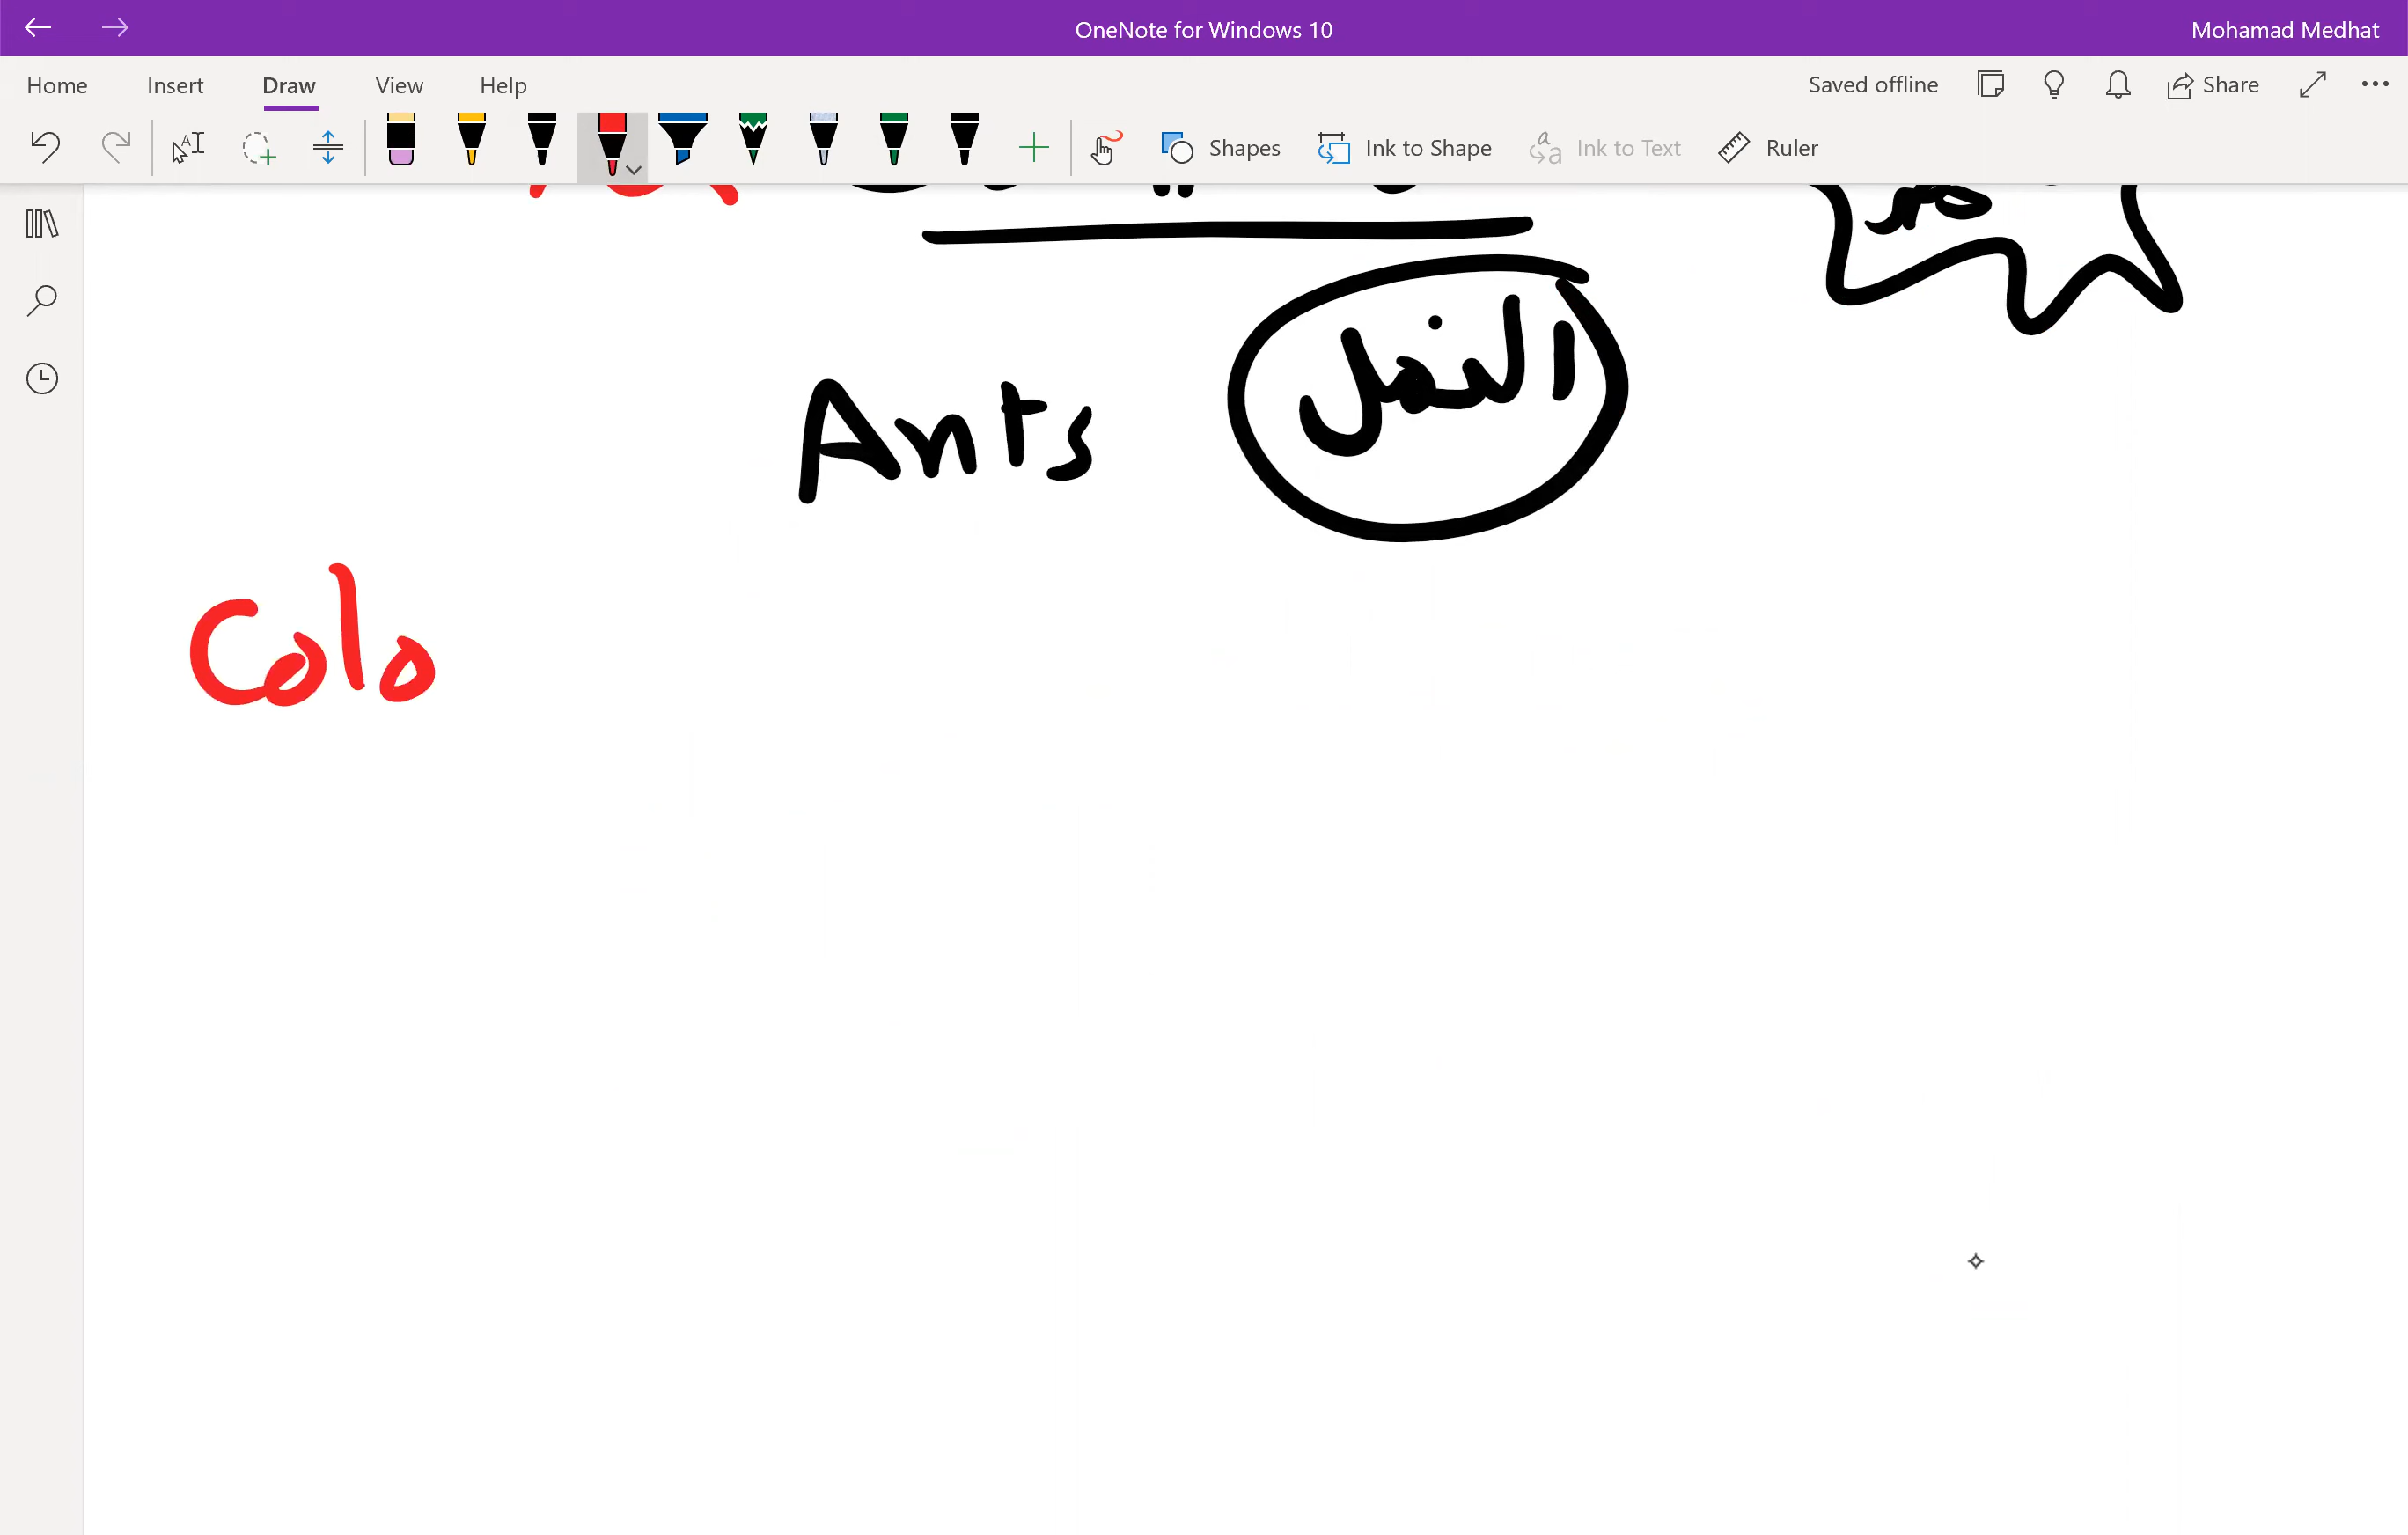 OneNote for Windows 10 Mohamad Medhat
Home Insert Draw View Help Saved offline Share
Shapes Ink to Shape Ink to Text Ruler
Ants النمل
Colo